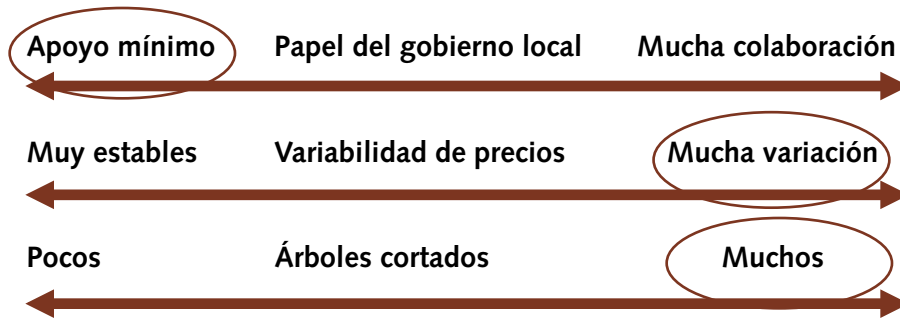 Apoyo mínimo Papel del gobierno local Mucha colaboración
Muy estables Variabilidad de precios Mucha variación
Pocos Árboles cortados Muchos